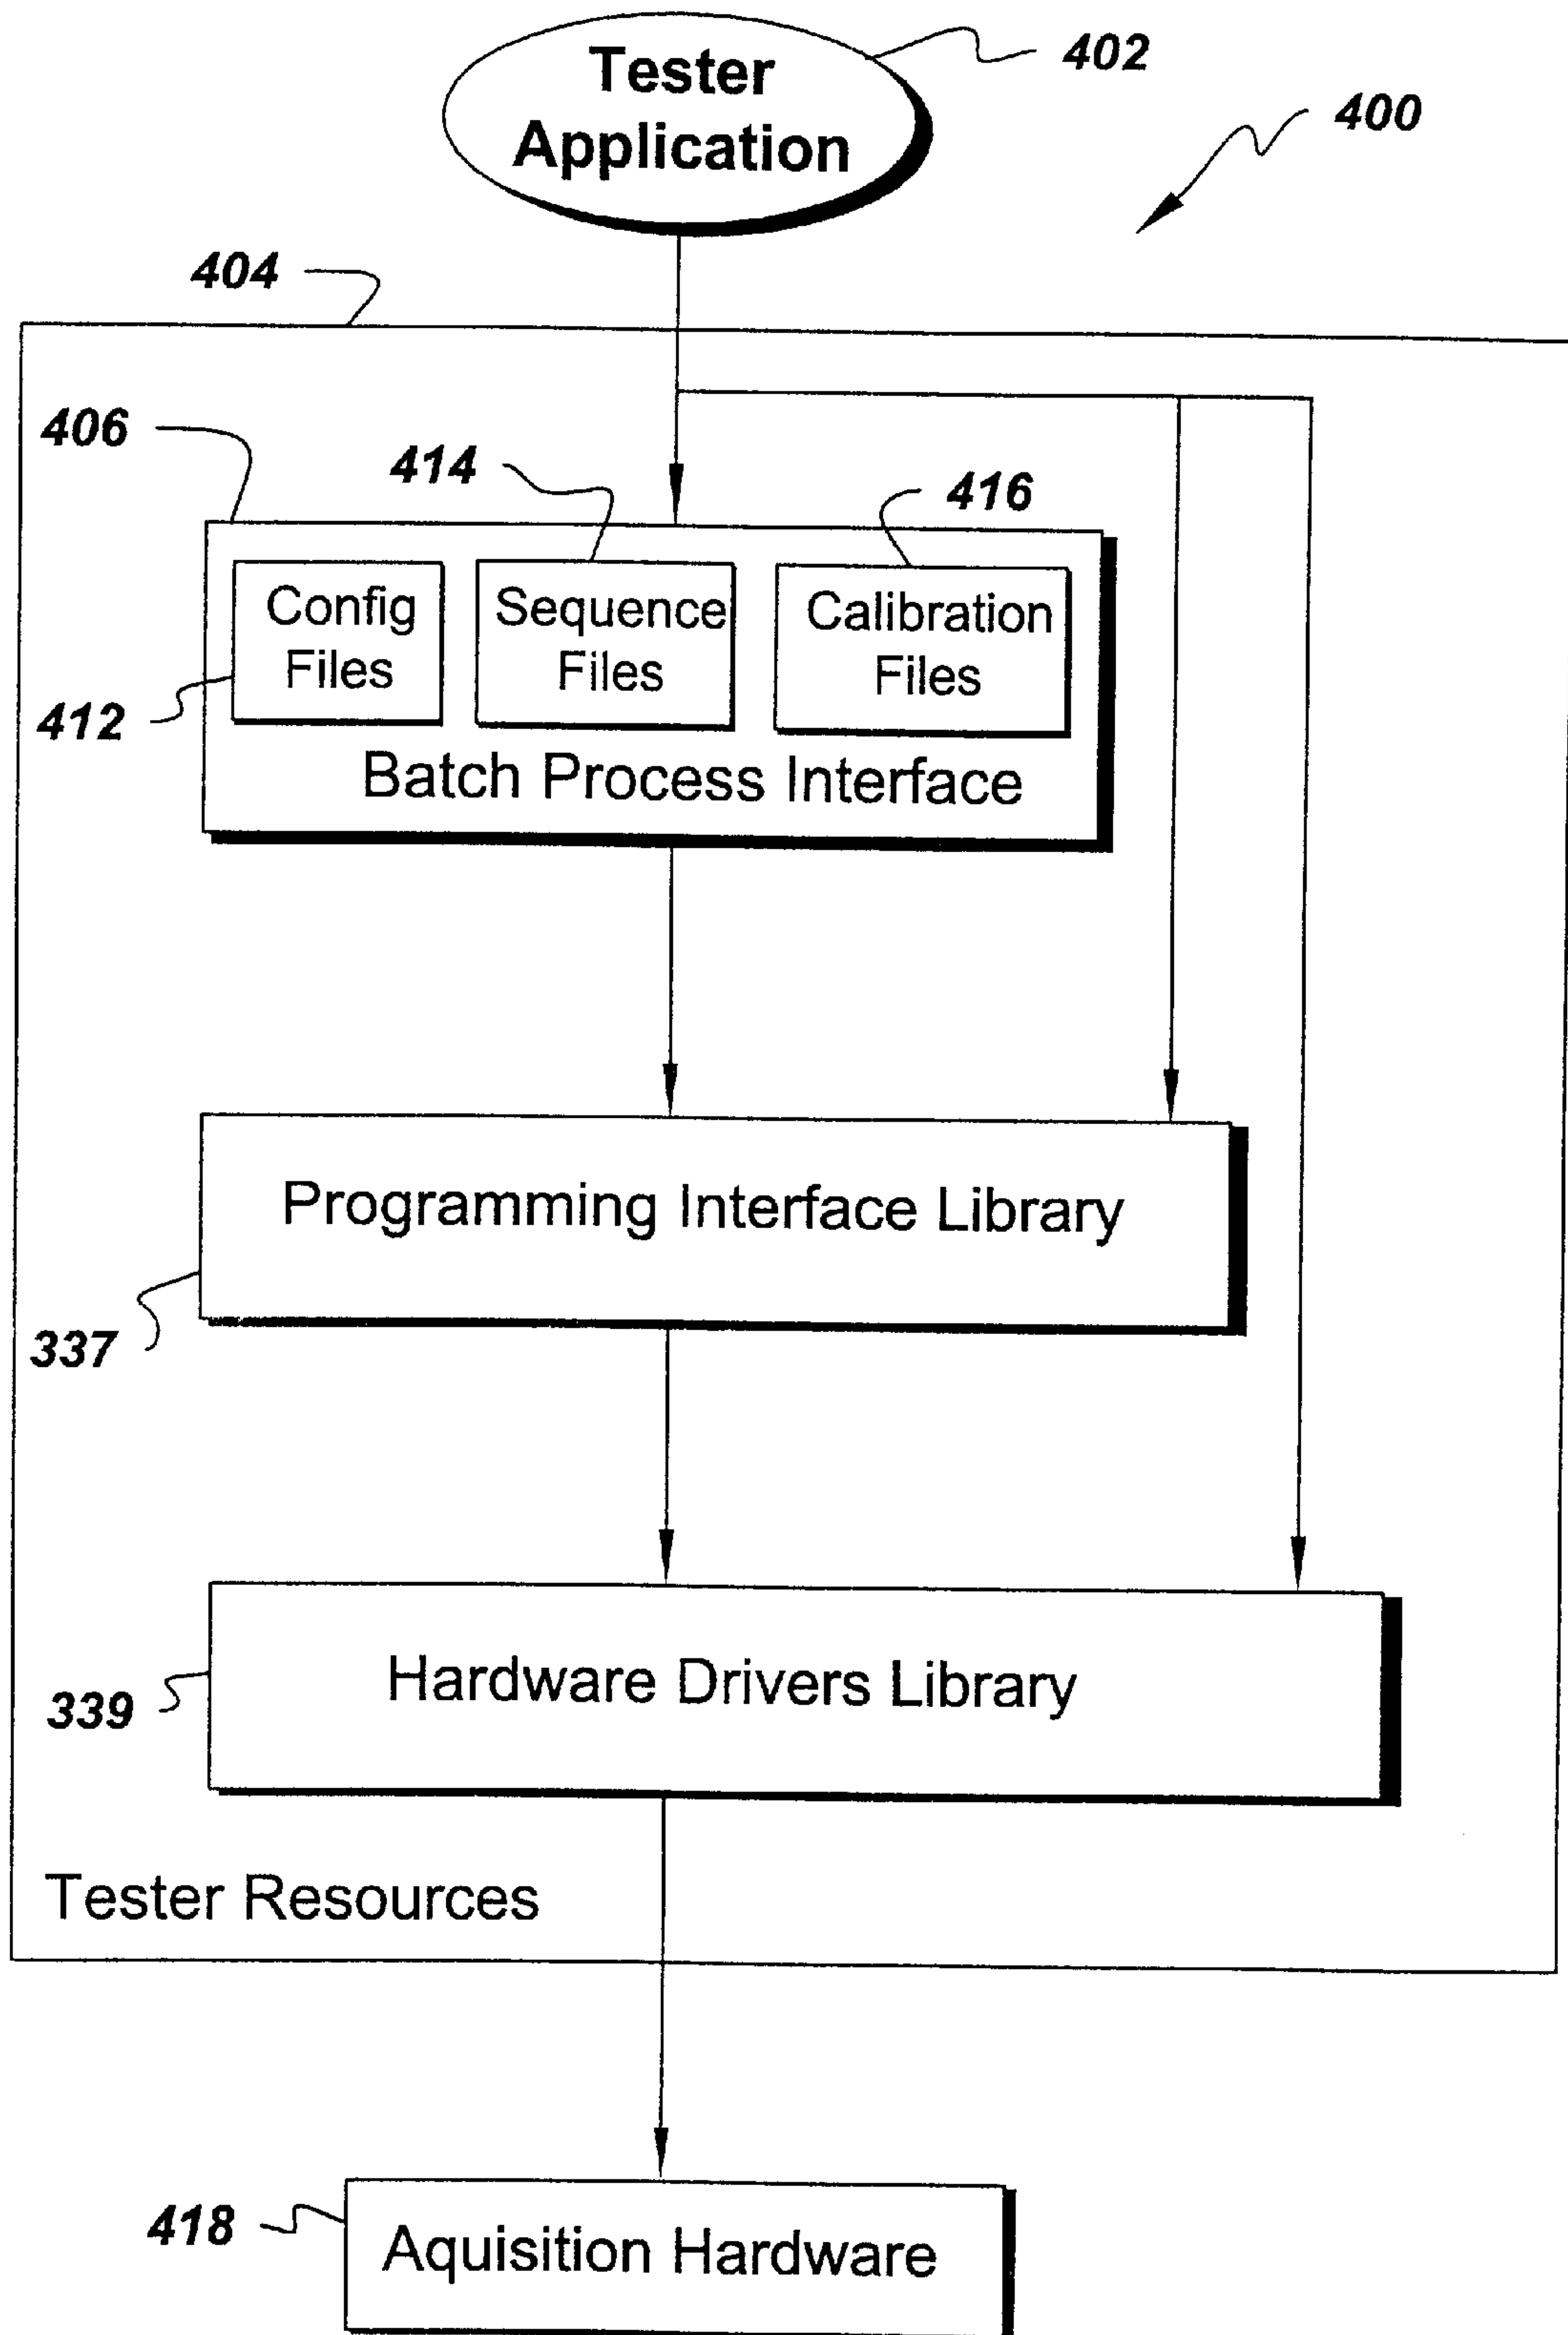 Tester
Application
402
400
404
406
414
416
Config
Files
Sequence
Files
Calibration
Files
412
Batch Process Interface
Programming Interface Library
337
Hardware Drivers Library
339
Tester Resources
418
Aquisition Hardware